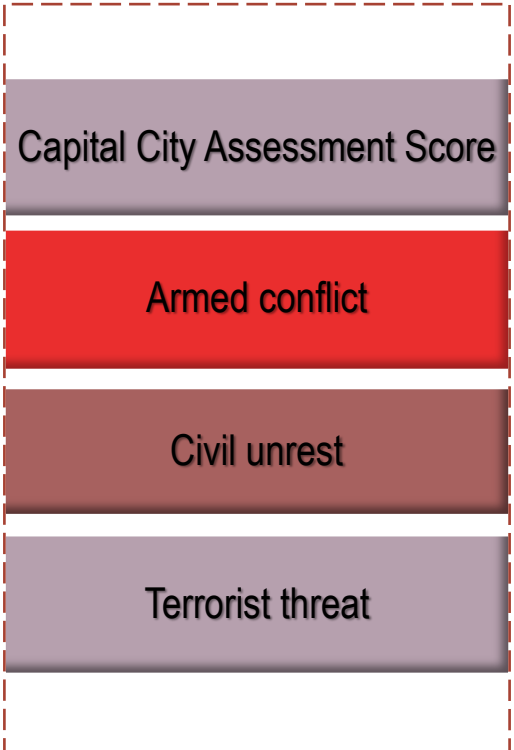 Capital City Assessment Score
Armed conflict
Civil unrest
Terrorist threat